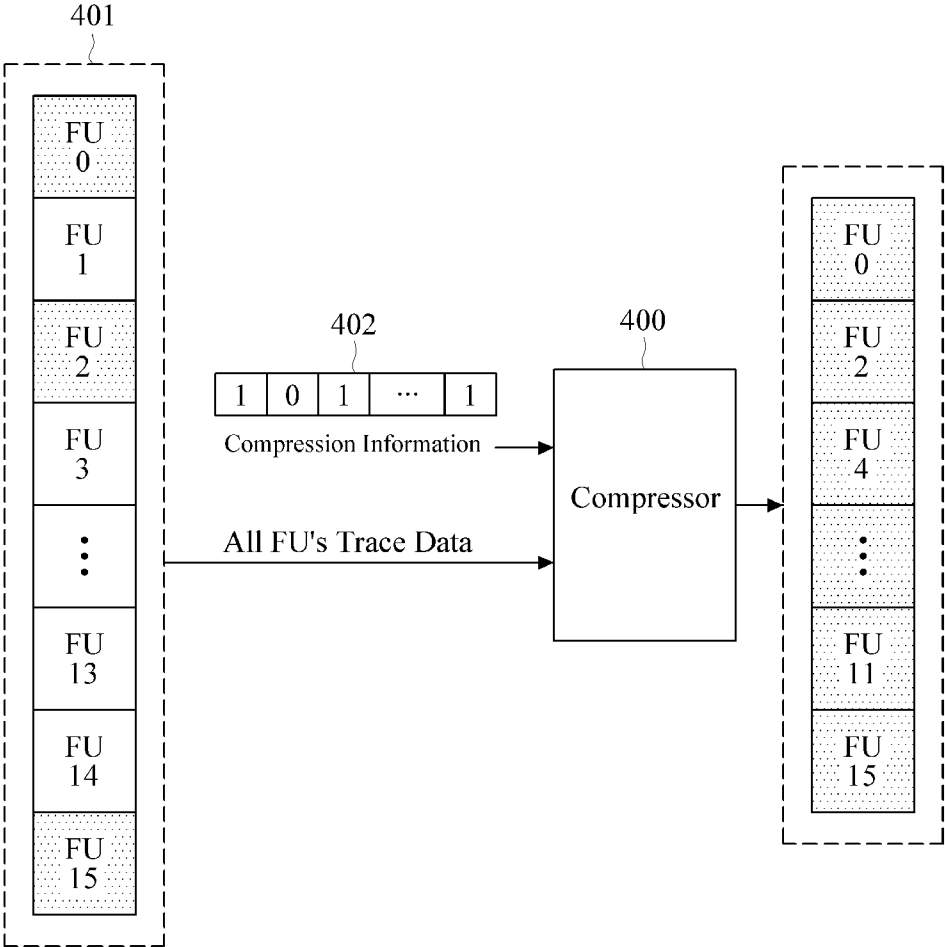 401
FU
0
FU
1
FU
2
FU
3
⋮
FU
13
FU
14
FU
15
402
1 0 1 ... 1
Compression Information
All FU's Trace Data
400
Compressor
FU
0
FU
2
FU
4
⋮
FU
11
FU
15